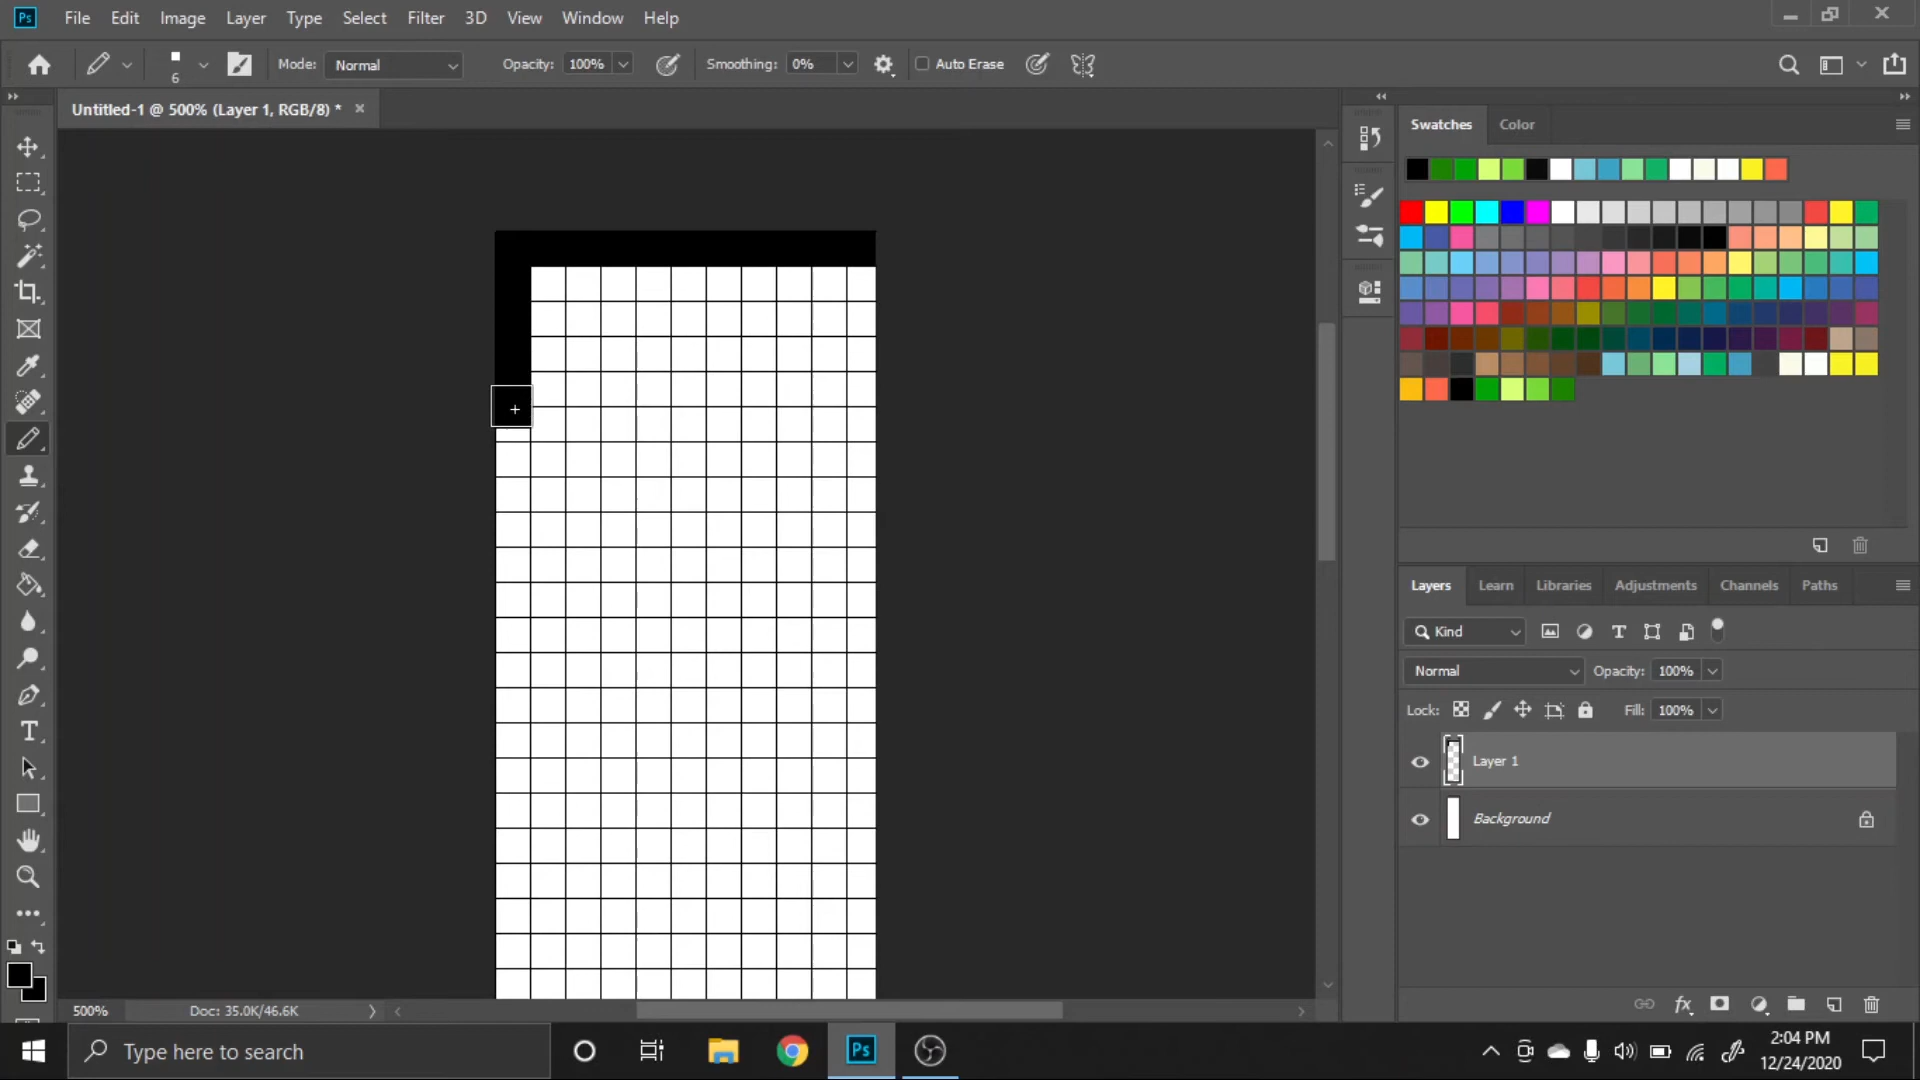 Ps File Edit Image Layer Type Select Filter 3D View Window Help
6 Mode: Normal Opacity: 100% Smoothing: 0% Auto Erase
Untitled-1 @ 500% (Layer 1, RGB/8) *
Swatches Color
Layers Learn Libraries Adjustments Channels Paths
Kind
Normal Opacity: 100%
Lock: Fill: 100%
Layer 1
Background
500% Doc: 35.0K/46.6K
fx
Type here to search
Ps
2:04 PM
12/24/2020